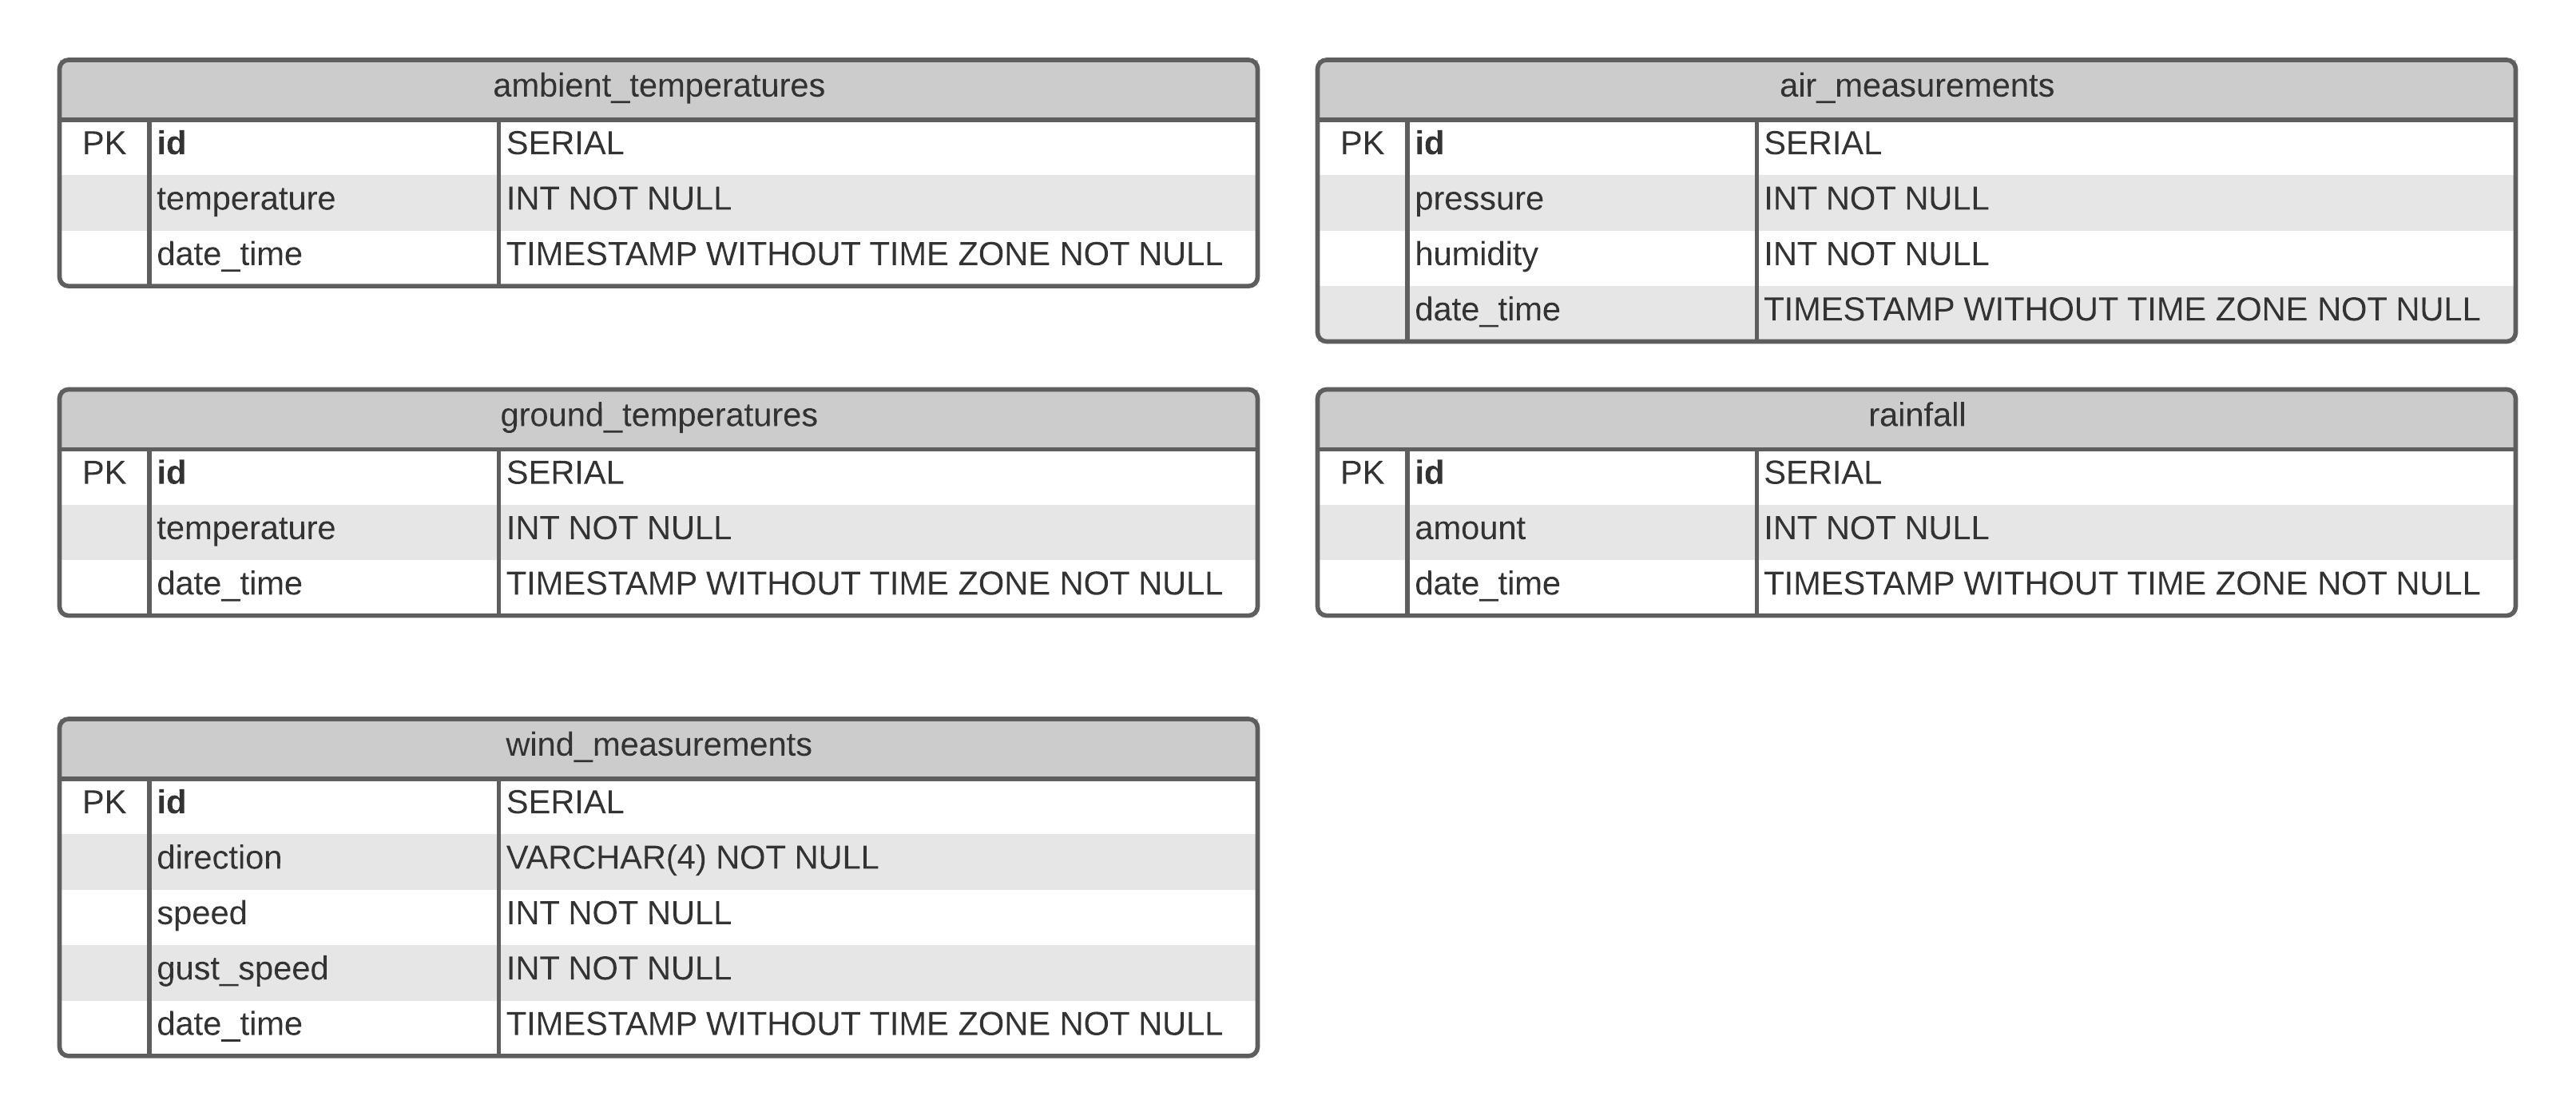 ambient_temperatures
PK id SERIAL
temperature INT NOT NULL
date_time TIMESTAMP WITHOUT TIME ZONE NOT NULL
air_measurements
PK id SERIAL
pressure INT NOT NULL
humidity INT NOT NULL
date_time TIMESTAMP WITHOUT TIME ZONE NOT NULL
ground_temperatures
PK id SERIAL
temperature INT NOT NULL
date_time TIMESTAMP WITHOUT TIME ZONE NOT NULL
rainfall
PK id SERIAL
amount INT NOT NULL
date_time TIMESTAMP WITHOUT TIME ZONE NOT NULL
wind_measurements
PK id SERIAL
direction VARCHAR(4) NOT NULL
speed INT NOT NULL
gust_speed INT NOT NULL
date_time TIMESTAMP WITHOUT TIME ZONE NOT NULL